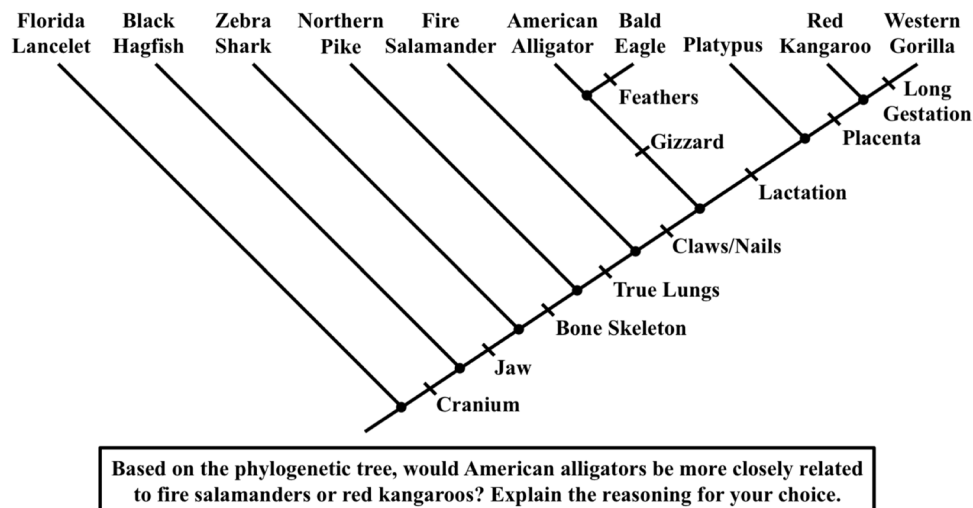 Florida Lancelet
Black Hagfish
Zebra Shark
Northern Pike
Fire Salamander
American Alligator
Bald Eagle
Platypus
Red Kangaroo
Western Gorilla
Feathers
Long Gestation
Gizzard
Placenta
Lactation
Claws/Nails
True Lungs
Bone Skeleton
Jaw
Cranium
Based on the phylogenetic tree, would American alligators be more closely related
to fire salamanders or red kangaroos? Explain the reasoning for your choice.